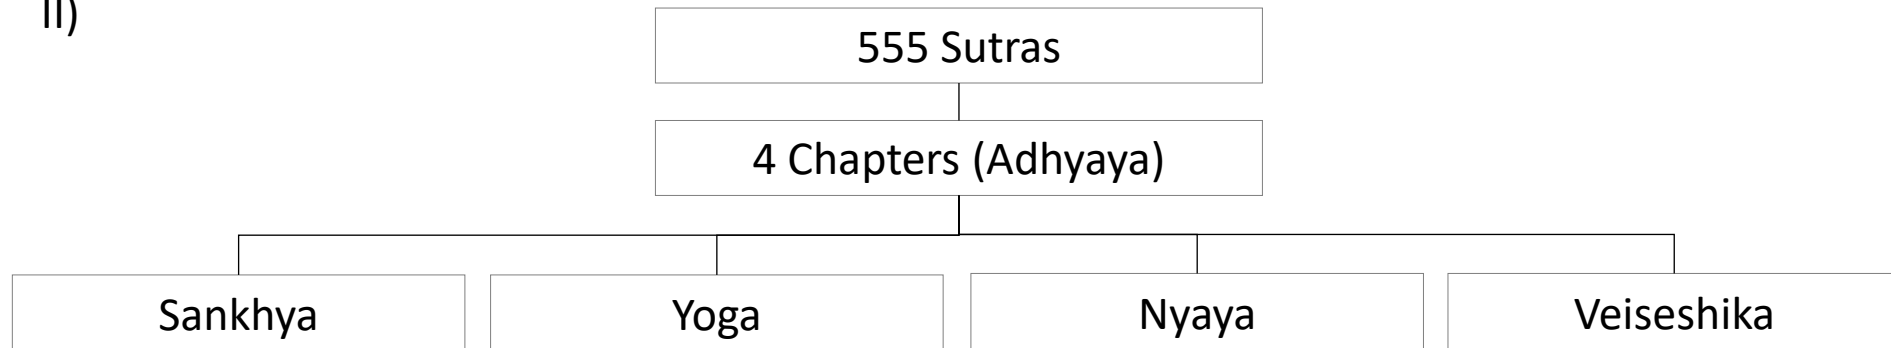 II)
555 Sutras
4 Chapters (Adhyaya)
Sankhya
Yoga
Nyaya
Veiseshika